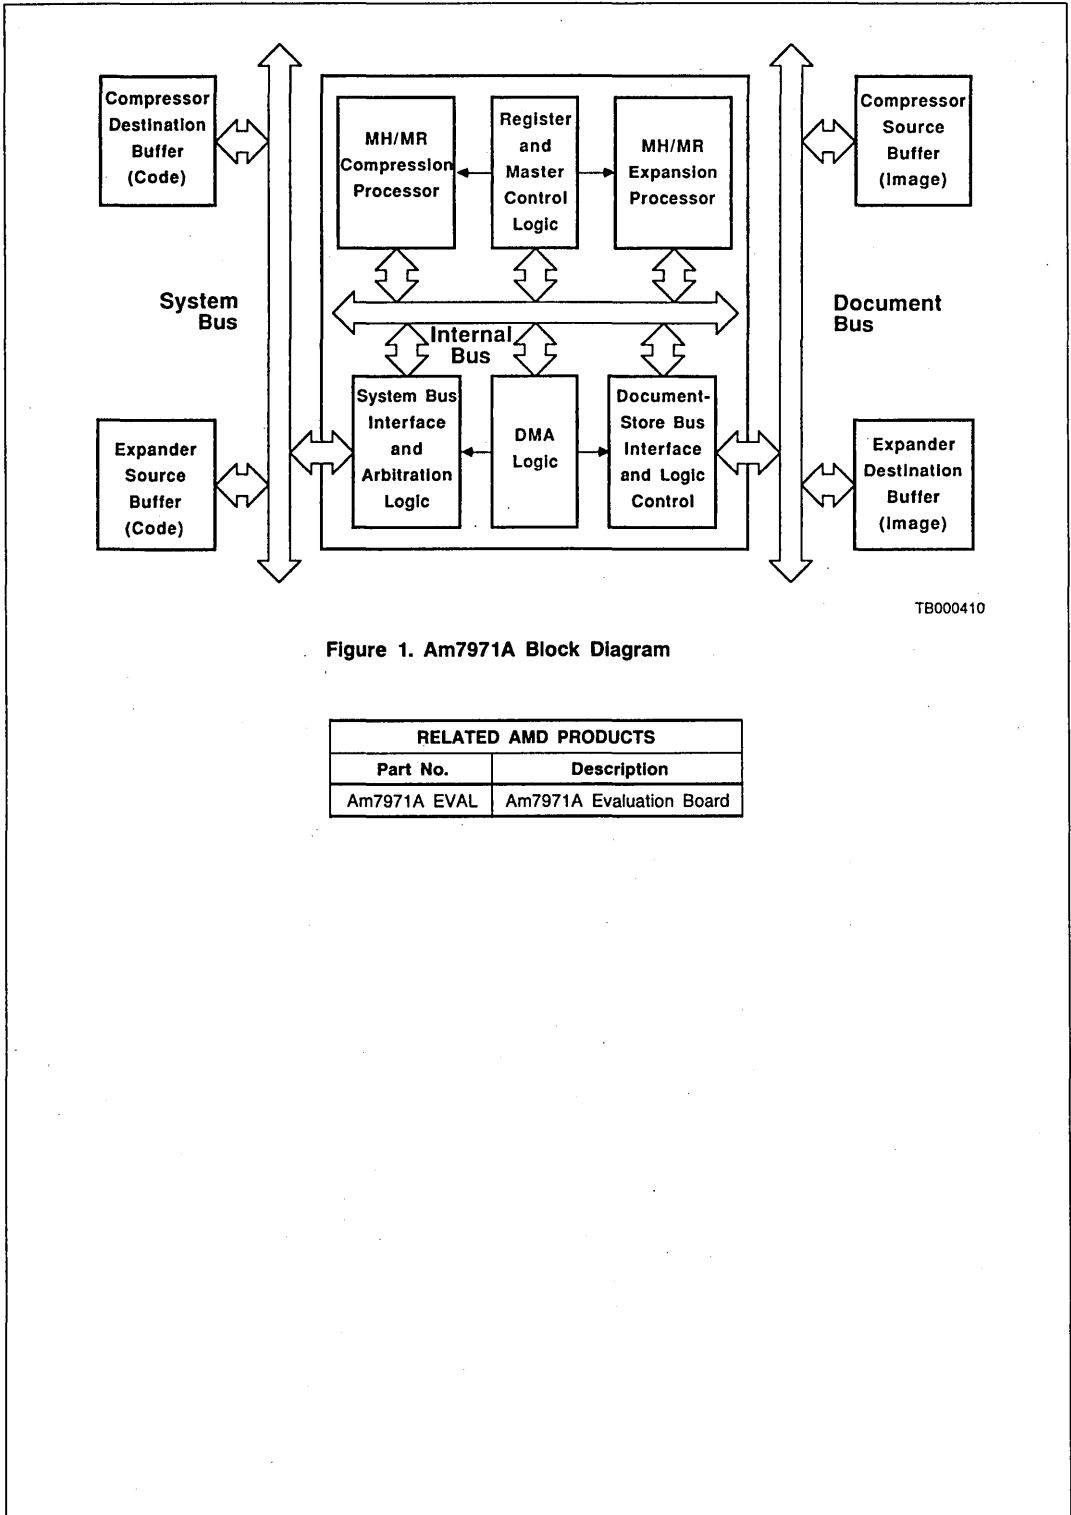 Compressor
Destination
Buffer
(Code)
MH/MR
Compression
Processor
Register
and
Master
Control
Logic
MH/MR
Expansion
Processor
Compressor
Source
Buffer
(Image)
System
Bus
Internal
Bus
Document
Bus
Expander
Source
Buffer
(Code)
System Bus
Interface
and
Arbitration
Logic
DMA
Logic
Document-
Store Bus
Interface
and Logic
Control
Expander
Destination
Buffer
(Image)
TB000410
Figure 1. Am7971A Block Diagram
RELATED AMD PRODUCTS
Part No. Description
Am7971A EVAL Am7971A Evaluation Board